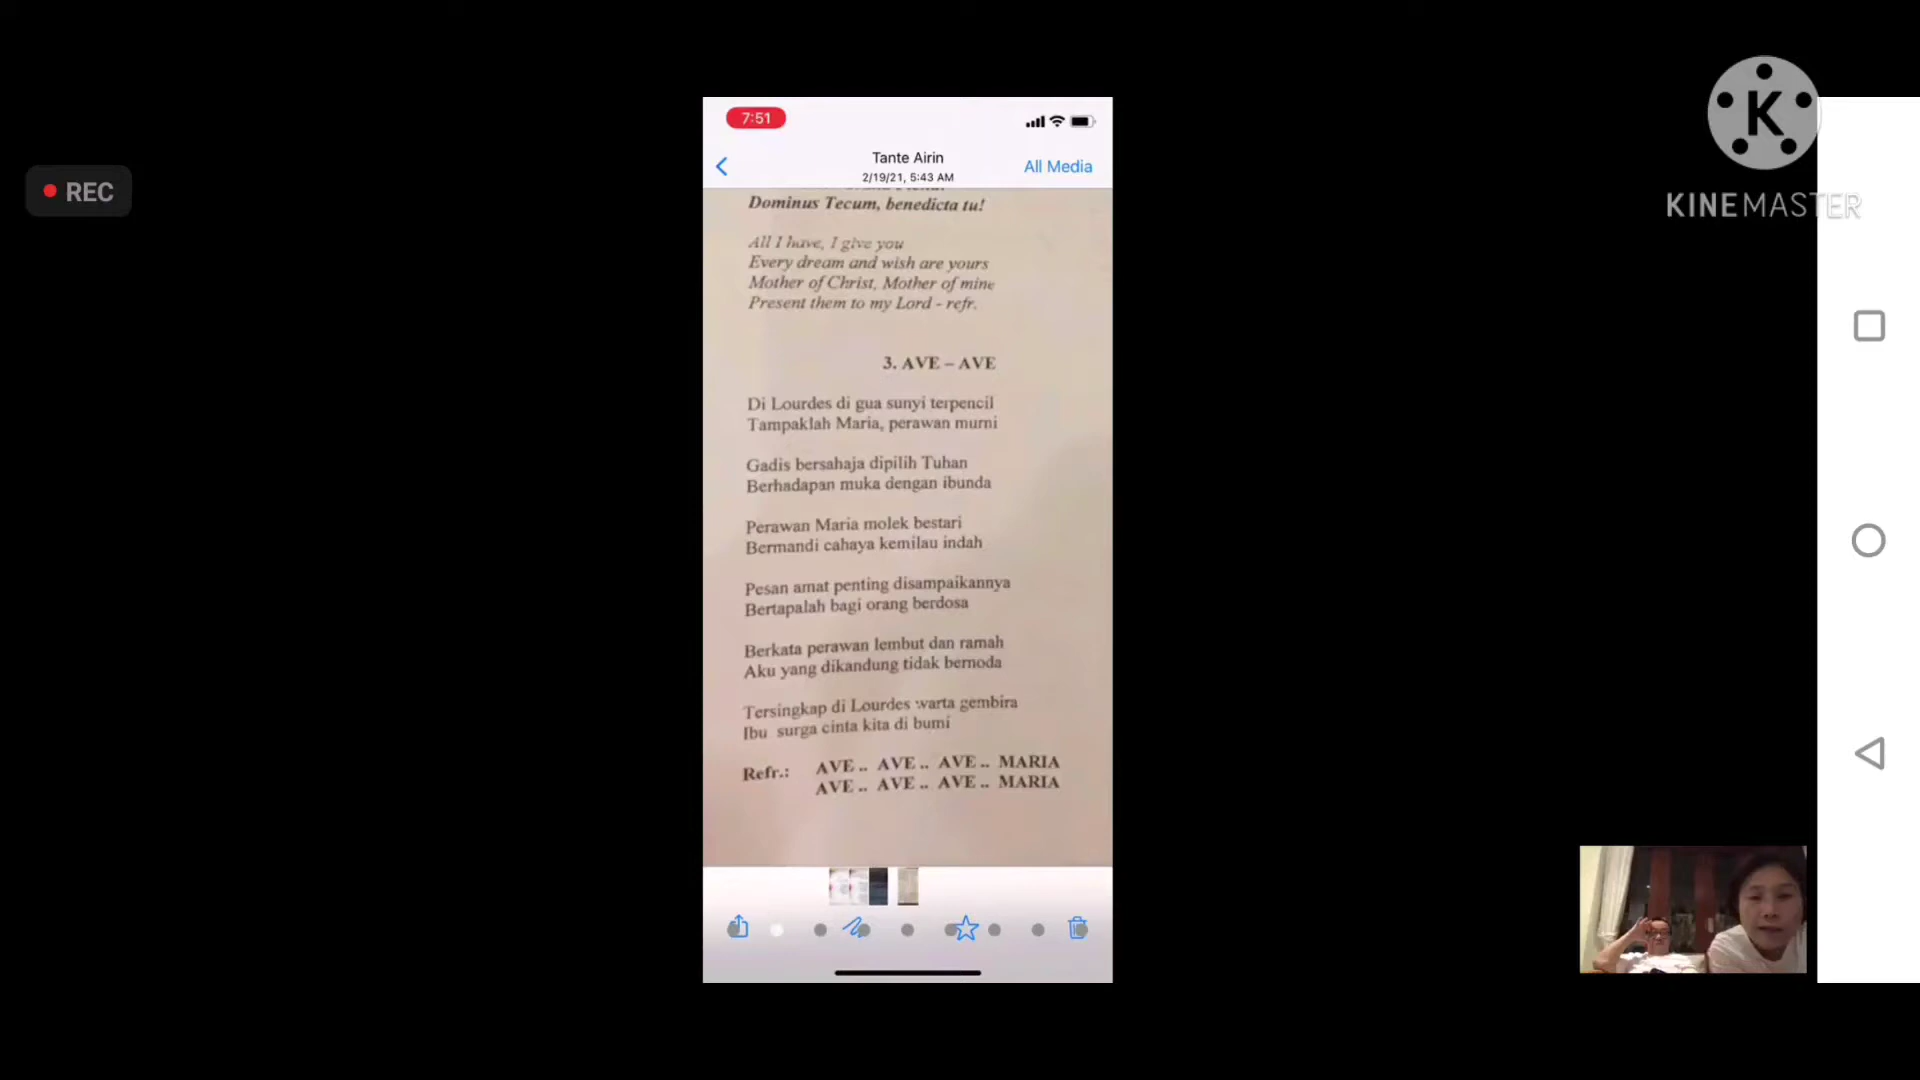 7:51
Tante Airin
2/19/21, 5:43 AM
All Media
REC
K
KINEMASTER
Dominus Tecum, benedicta tu!
All I have, I give you
Every dream and wish are yours
Mother of Christ, Mother of mine
Present them to my Lord - refr.
3. AVE – AVE
Di Lourdes di gua sunyi terpencil
Tampaklah Maria, perawan murni
Gadis bersahaja dipilih Tuhan
Berhadapan muka dengan ibunda
Perawan Maria molek bestari
Bermandi cahaya kemilau indah
Pesan amat penting disampaikannya
Bertapalah bagi orang berdosa
Berkata perawan lembut dan ramah
Aku yang dikandung tidak bernoda
Tersingkap di Lourdes warta gembira
Ibu surga cinta kita di bumi
Refr.: AVE .. AVE .. AVE .. MARIA
AVE .. AVE .. AVE .. MARIA